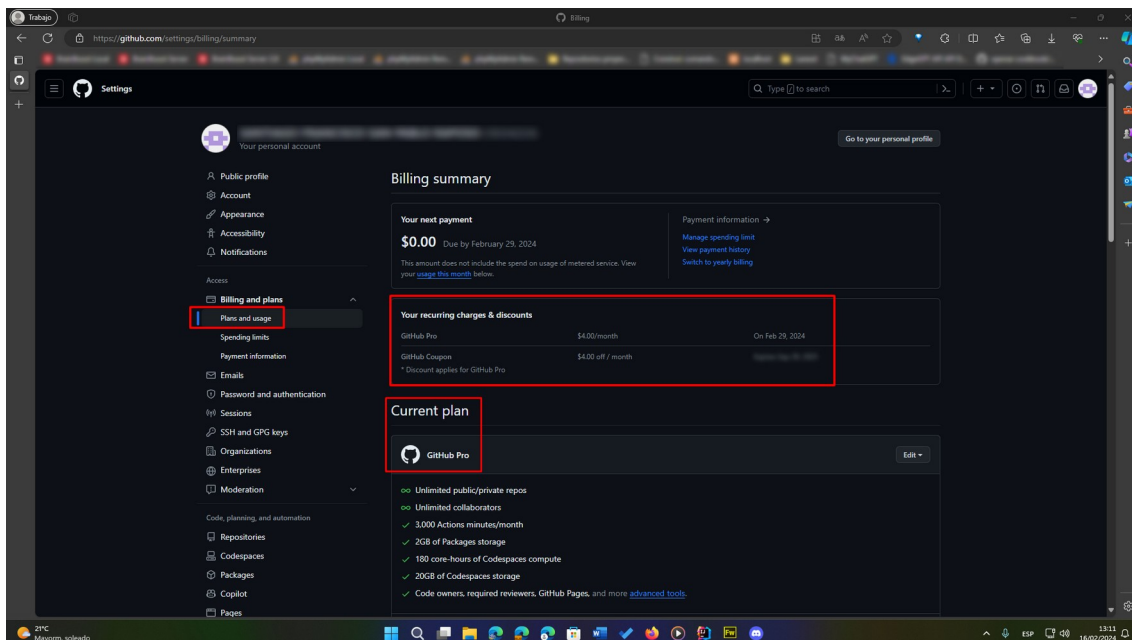 Trabajo
Billing
https://github.com/settings/billing/summary
Settings
Type / to search
Your personal account
Go to your personal profile
Public profile
Account
Appearance
Accessibility
Notifications
Access
Billing and plans
Plans and usage
Spending limits
Payment information
Emails
Password and authentication
Sessions
SSH and GPG keys
Organizations
Enterprises
Moderation
Code, planning, and automation
Repositories
Codespaces
Packages
Copilot
Pages
Billing summary
Your next payment
$0.00 Due by February 29, 2024
This amount does not include the spend on usage of metered service. View
your usage this month below.
Payment information →
Manage spending limit
View payment history
Switch to yearly billing
Your recurring charges & discounts
GitHub Pro $4.00/month On Feb 29, 2024
GitHub Coupon $4.00 off / month
* Discount applies for GitHub Pro
Current plan
GitHub Pro
Edit
Unlimited public/private repos
Unlimited collaborators
3,000 Actions minutes/month
2GB of Packages storage
180 core-hours of Codespaces compute
20GB of Codespaces storage
Code owners, required reviewers, GitHub Pages, and more advanced tools.
21°C
Mayorm. soleado
ESP
13:11
16/02/2024